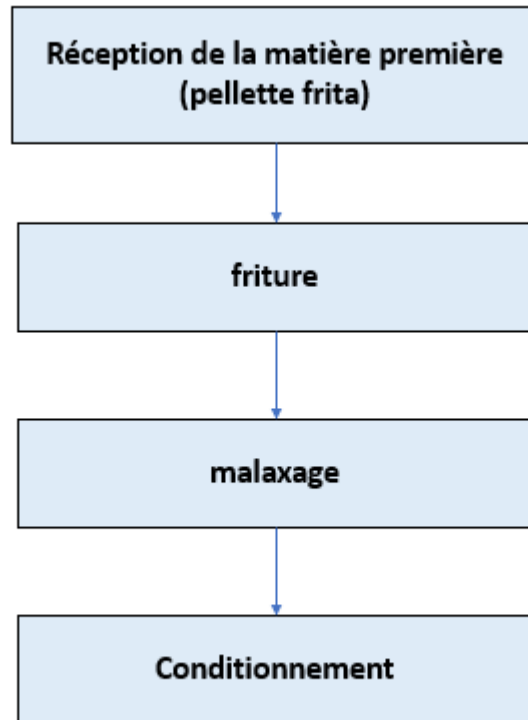 Réception de la matière première
(pellette frita)
friture
malaxage
Conditionnement